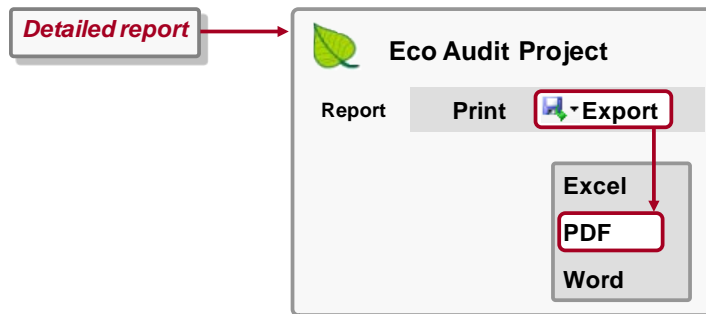 Detailed report
Eco Audit Project
Report Print Export
Excel
PDF
Word